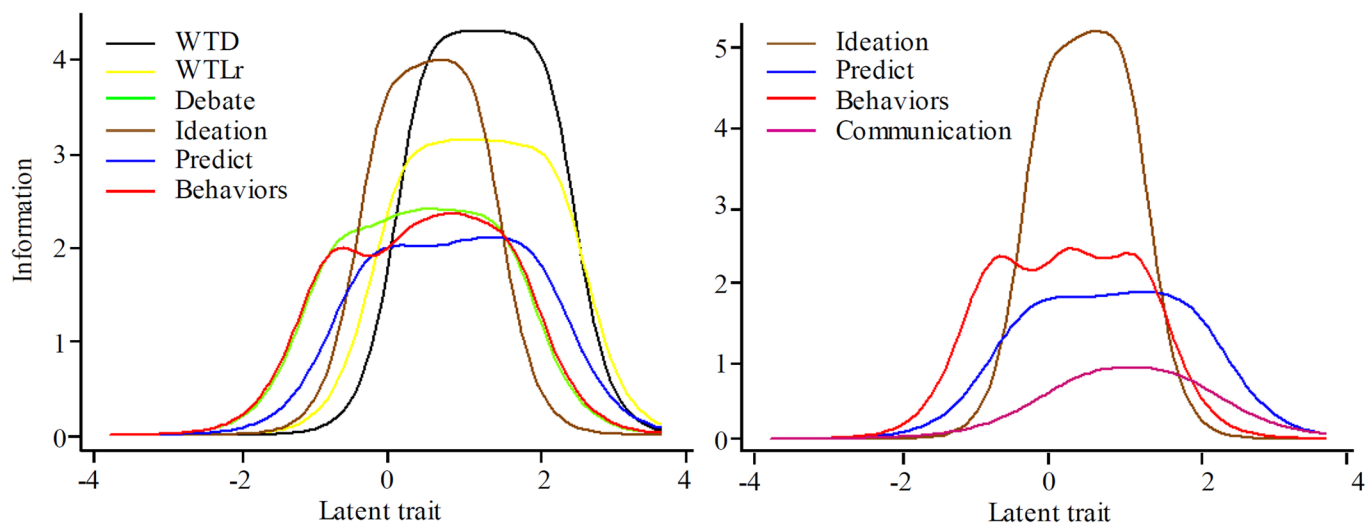 WTD
WTLr
Debate
Ideation
Predict
Behaviors
Information
4
3
2
1
0
-4
-2
0
2
4
Latent trait
Ideation
Predict
Behaviors
Communication
5
4
3
2
1
0
-4
-2
0
2
4
Latent trait